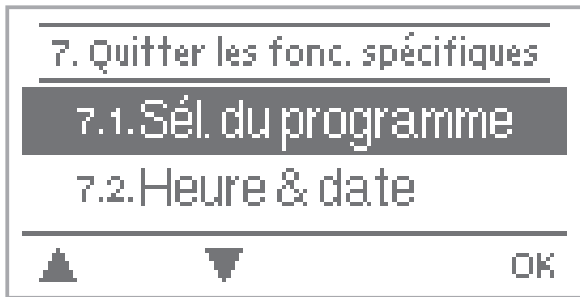 7. Quitter les fonc. spécifiques
7.1.Sél. du programme
7.2.Heure & date
OK